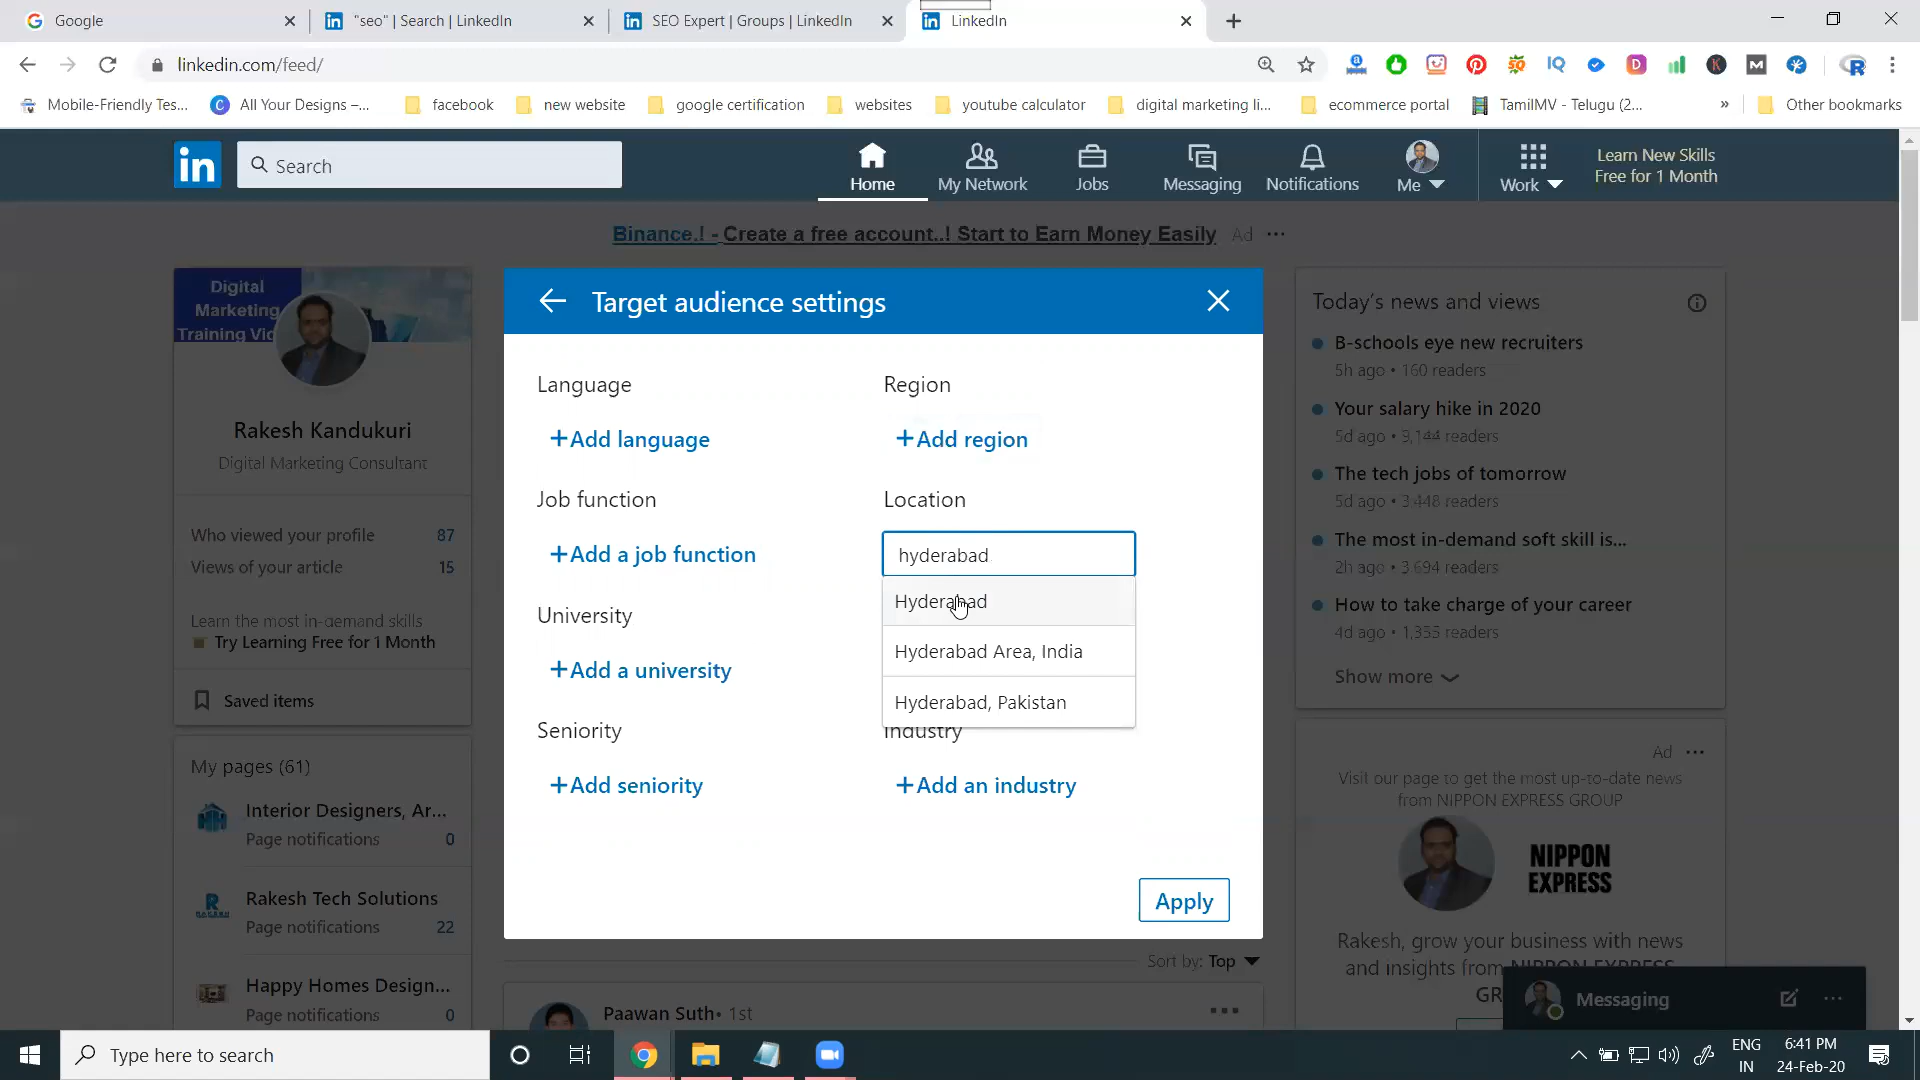 Google
"seo" | Search | LinkedIn
SEO Expert | Groups | LinkedIn
LinkedIn
linkedin.com/feed/
Mobile-Friendly Tes...
All Your Designs –...
facebook
new website
google certification
websites
youtube calculator
digital marketing li...
ecommerce portal
TamilMV - Telugu (2...
»
Other bookmarks
in
Search
Home
My Network
Jobs
Messaging
Notifications
Me
Work
Learn New Skills
Free for 1 Month
Binance.! - Create a free account..! Start to Earn Money Easily Ad ···
Digital
Marketing
Training Vid
Rakesh Kandukuri
Digital Marketing Consultant
Who viewed your profile 87
Views of your article 15
Learn the most in-demand skills
Try Learning Free for 1 Month
Saved items
My pages (61)
Interior Designers, Ar...
Page notifications 0
Rakesh Tech Solutions
Page notifications 22
Happy Homes Design...
Page notifications 0
Target audience settings
Language
+Add language
Region
+Add region
Job function
+Add a job function
Location
hyderabad
Hyderabad
Hyderabad Area, India
Hyderabad, Pakistan
University
+Add a university
Seniority
+Add seniority
Industry
+Add an industry
Apply
Sort by: Top
Paawan Suth• 1st
Today's news and views
B-schools eye new recruiters
5h ago • 160 readers
Your salary hike in 2020
5d ago • 3,144 readers
The tech jobs of tomorrow
5d ago • 3,448 readers
The most in-demand soft skill is...
2h ago • 3,694 readers
How to take charge of your career
4d ago • 1,355 readers
Show more
Ad ···
Visit our page to get the most up-to-date news
from NIPPON EXPRESS GROUP
NIPPON
EXPRESS
Rakesh, grow your business with news
and insights from NIPPON EXPRESS
GR
Messaging
Type here to search
ENG
IN
6:41 PM
24-Feb-20